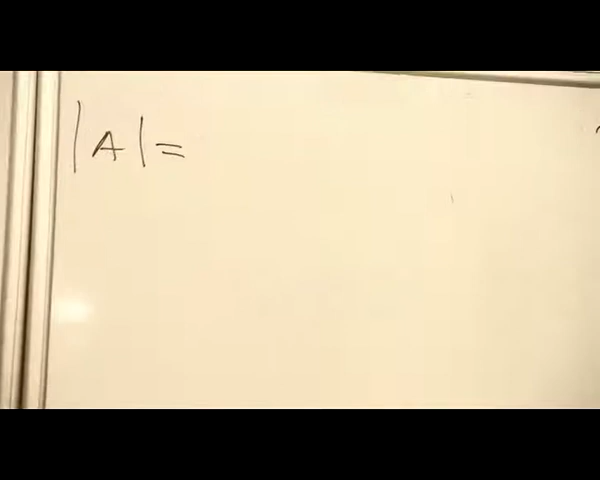 |A| =